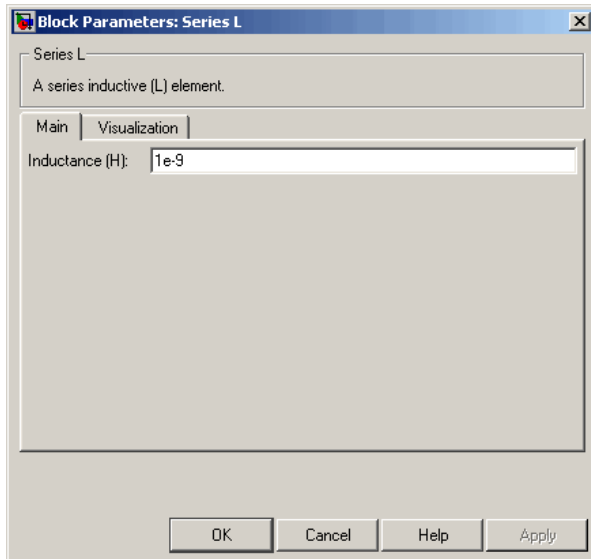 Block Parameters: Series L
Series L
A series inductive (L) element.
Main Visualization
Inductance (H): 1e-9
OK Cancel Help Apply